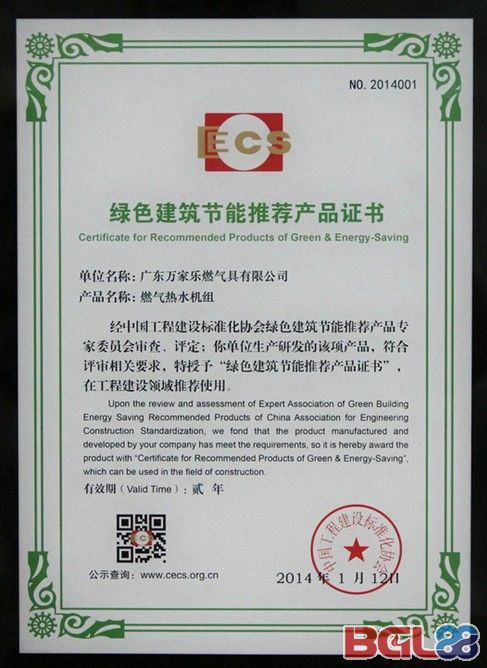 NO. 2014001
CECS
绿色建筑节能推荐产品证书
Certificate for Recommended Products of Green & Energy-Saving
单位名称：广东万家乐燃气具有限公司
产品名称：燃气热水机组
经中国工程建设标准化协会绿色建筑节能推荐产品专
家委员会审查、评定；你单位生产研发的该项产品，符合
评审相关要求，特授予“绿色建筑节能推荐产品证书”，
在工程建设领域推荐使用。
Upon the review and assessment of Expert Association of Green Building
Energy Saving Recommended Products of China Association for Engineering
Construction Standardization, we fond that the product manufactured and
developed by your company has meet the requirements, so it is hereby award the
product with “Certificate for Recommended Products of Green & Energy-Saving”,
which can be used in the field of construction.
有效期（Valid Time）：贰 年
公示查询：www.cecs.org.cn
中国工程建设标准化协会
2014 年 1 月 12日
BGL88